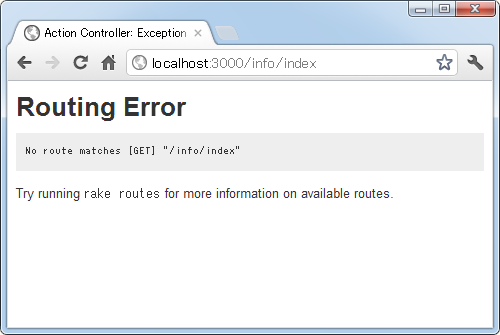 Action Controller: Exception
localhost:3000/info/index
Routing Error
No route matches [GET] "/info/index"
Try running rake routes for more information on available routes.